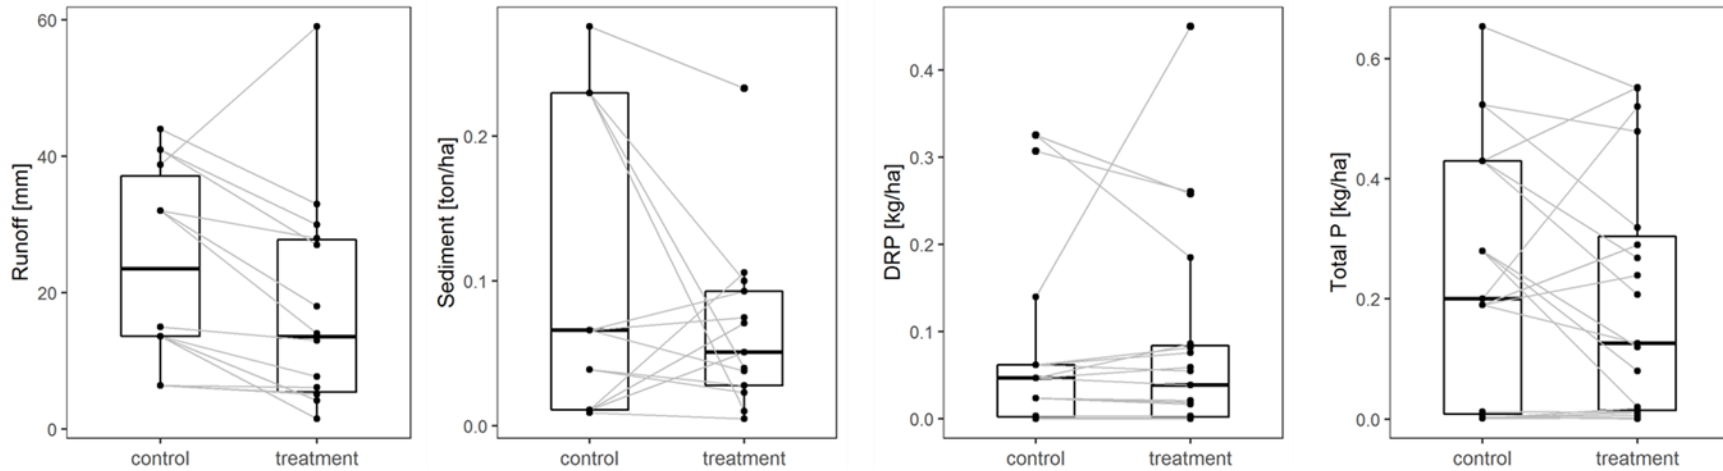 Runoff [mm]
60
40
20
0
control
treatment
Sediment [ton/ha]
0.2
0.1
0.0
control
treatment
DRP [kg/ha]
0.4
0.3
0.2
0.1
0.0
control
treatment
Total P [kg/ha]
0.6
0.4
0.2
0.0
control
treatment